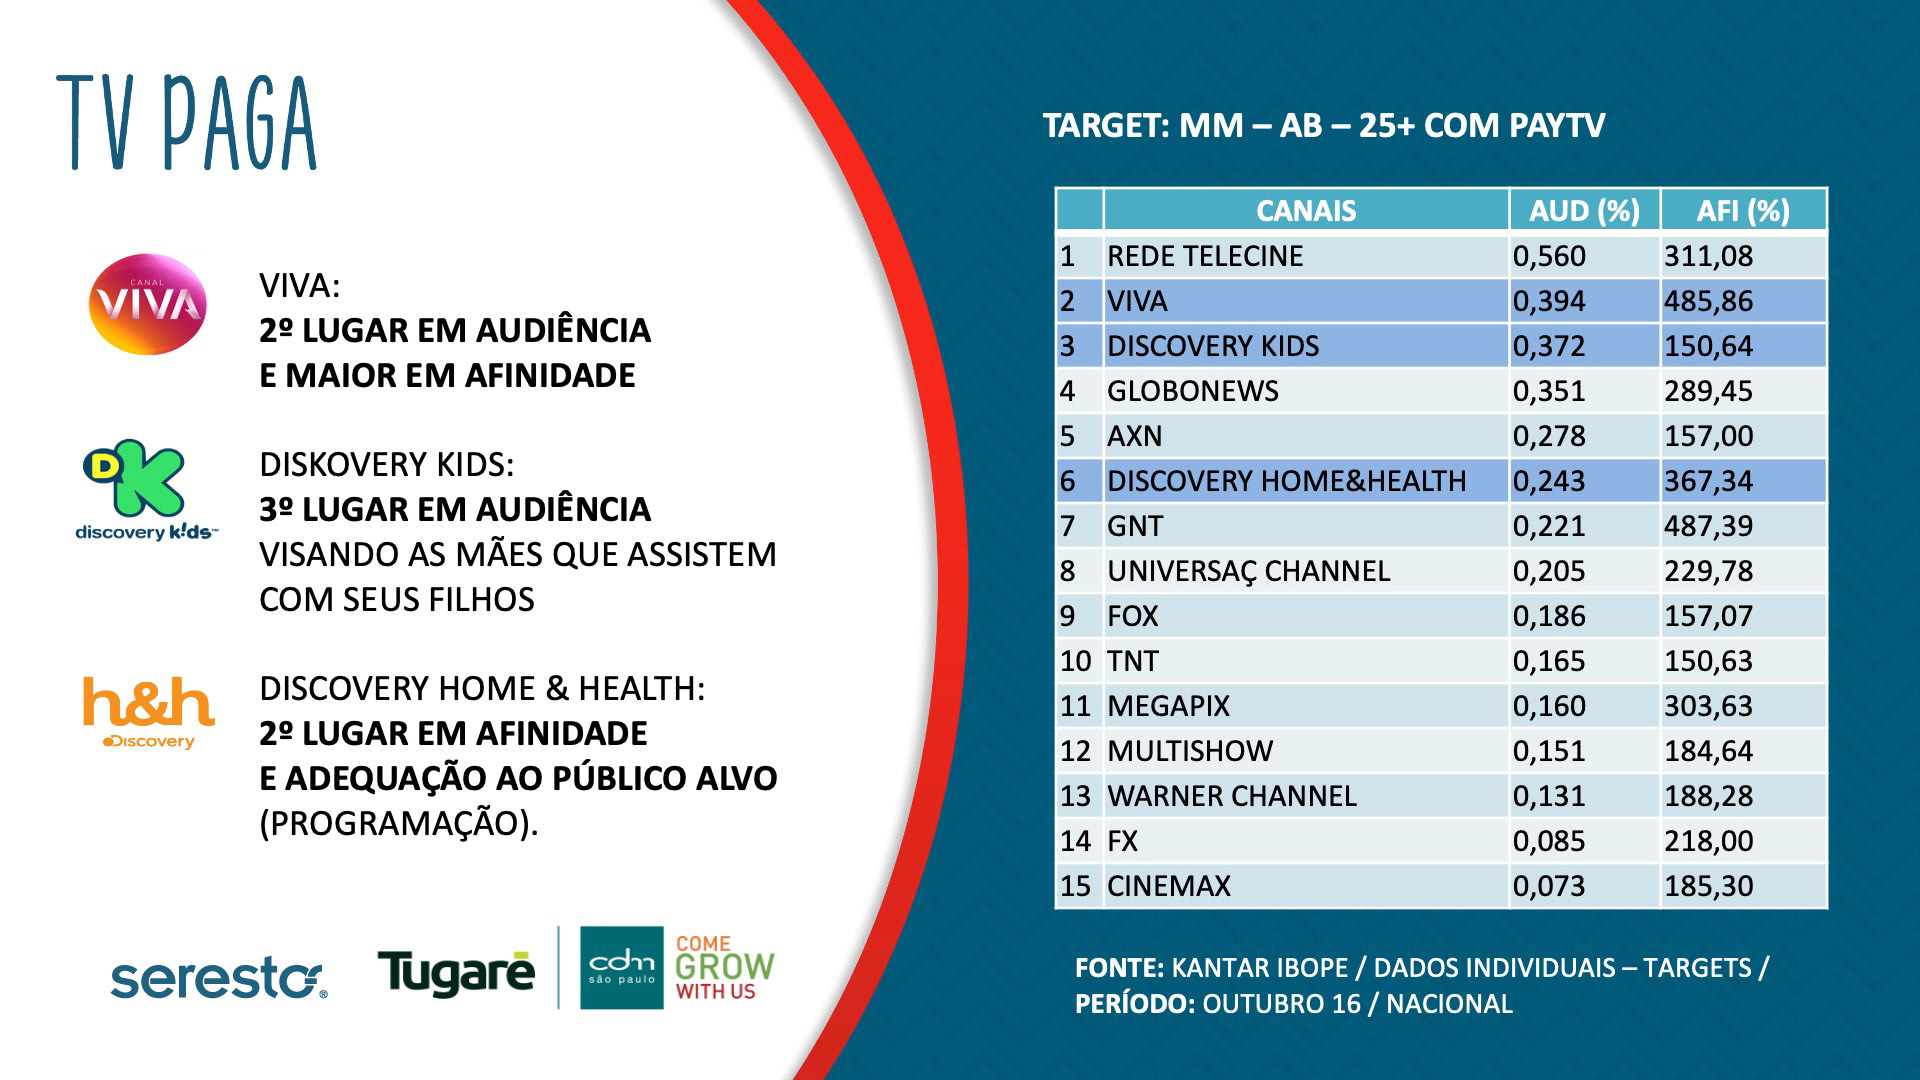 TV PAGA
CANAL
VIVA
VIVA:
2º LUGAR EM AUDIÊNCIA
E MAIOR EM AFINIDADE
DK
discovery k!ds™
DISKOVERY KIDS:
3º LUGAR EM AUDIÊNCIA
VISANDO AS MÃES QUE ASSISTEM
COM SEUS FILHOS
h&h
Discovery
DISCOVERY HOME & HEALTH:
2º LUGAR EM AFINIDADE
E ADEQUAÇÃO AO PÚBLICO ALVO
(PROGRAMAÇÃO).
seresto®
Tugarē
cdm
são paulo
COME
GROW
WITH US
TARGET: MM – AB – 25+ COM PAYTV
CANAIS AUD (%) AFI (%)
1 REDE TELECINE 0,560 311,08
2 VIVA 0,394 485,86
3 DISCOVERY KIDS 0,372 150,64
4 GLOBONEWS 0,351 289,45
5 AXN 0,278 157,00
6 DISCOVERY HOME&HEALTH 0,243 367,34
7 GNT 0,221 487,39
8 UNIVERSAÇ CHANNEL 0,205 229,78
9 FOX 0,186 157,07
10 TNT 0,165 150,63
11 MEGAPIX 0,160 303,63
12 MULTISHOW 0,151 184,64
13 WARNER CHANNEL 0,131 188,28
14 FX 0,085 218,00
15 CINEMAX 0,073 185,30
FONTE: KANTAR IBOPE / DADOS INDIVIDUAIS – TARGETS /
PERÍODO: OUTUBRO 16 / NACIONAL